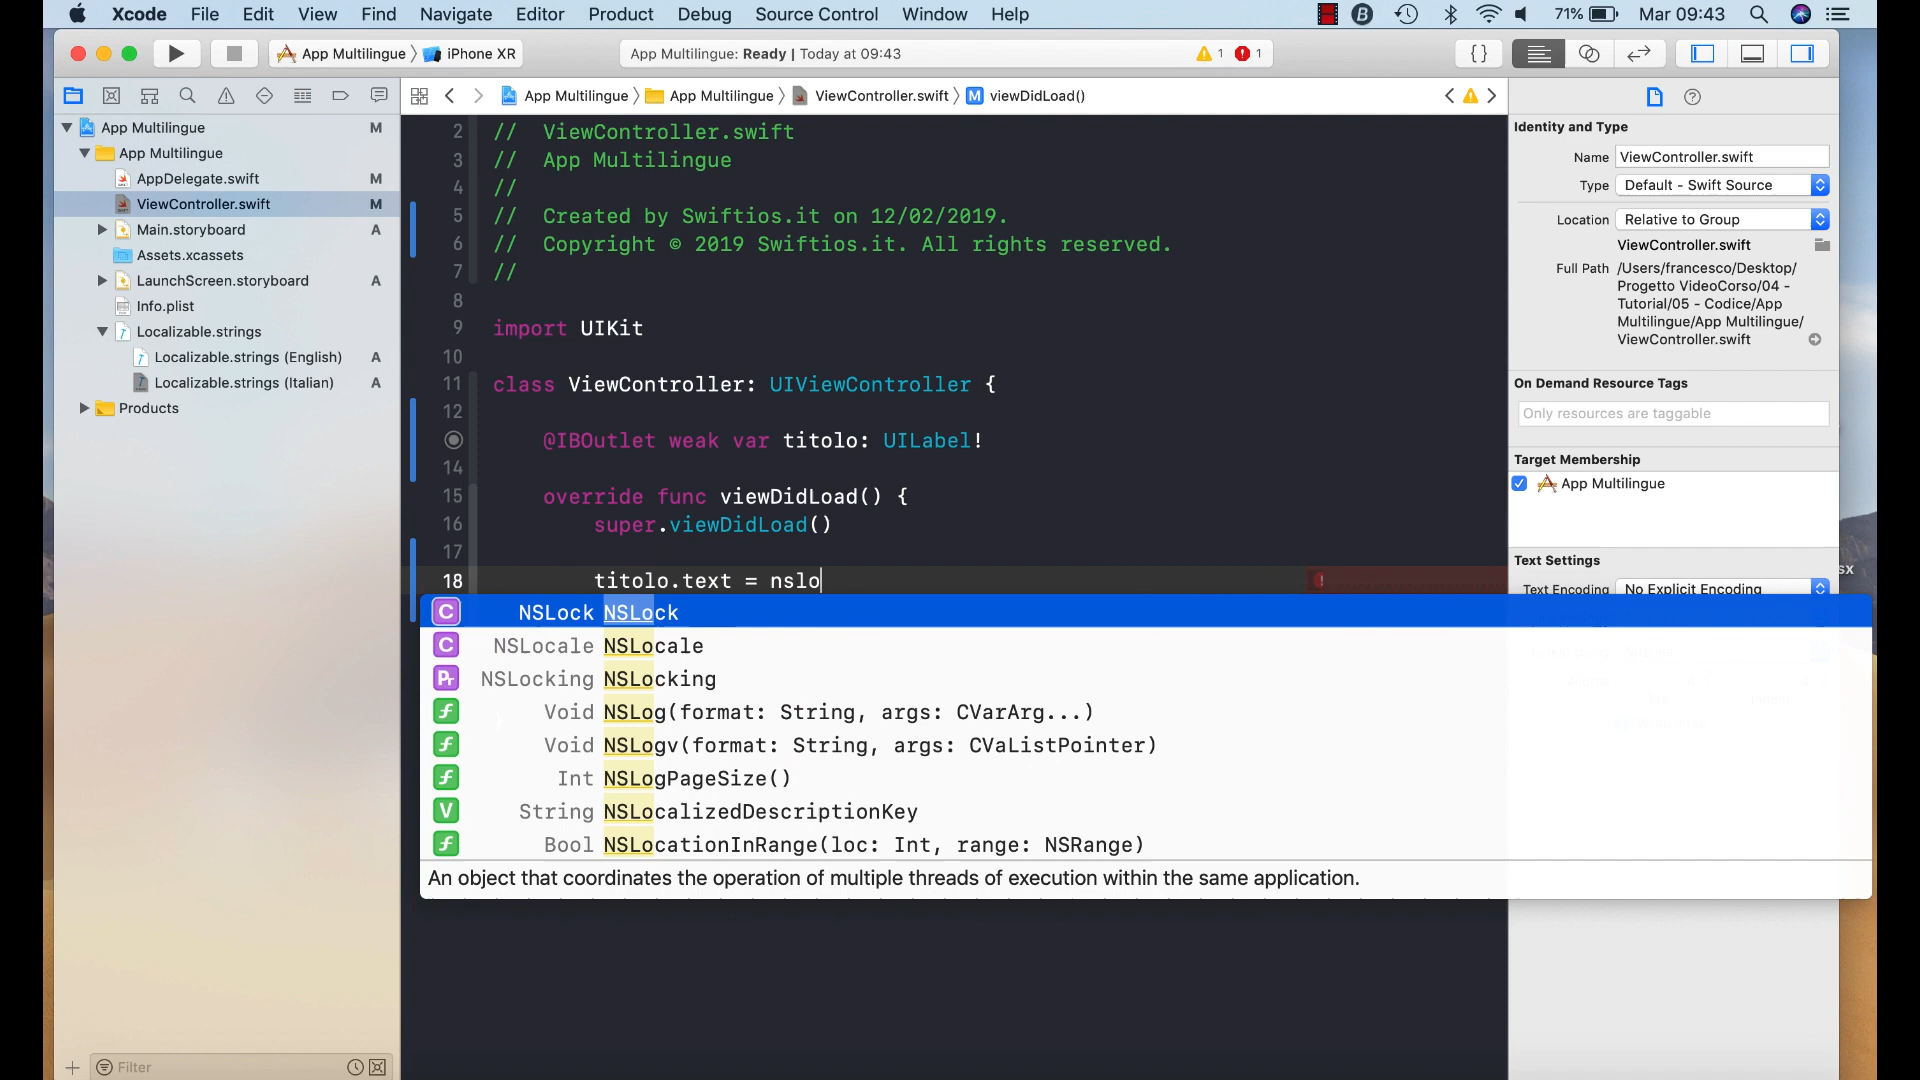 Xcode File Edit View Find Navigate Editor Product Debug Source Control Window Help 71% Mar 09:43
App Multilingue iPhone XR App Multilingue: Ready | Today at 09:43 1 1 {}
App Multilingue App Multilingue ViewController.swift M viewDidLoad()
App Multilingue M
App Multilingue
AppDelegate.swift M
ViewController.swift M
Main.storyboard A
Assets.xcassets
LaunchScreen.storyboard A
Info.plist
Localizable.strings
Localizable.strings (English) A
Localizable.strings (Italian) A
Products
Filter
2 // ViewController.swift
3 // App Multilingue
4 //
5 // Created by Swiftios.it on 12/02/2019.
6 // Copyright © 2019 Swiftios.it. All rights reserved.
7 //
8
9 import UIKit
10
11 class ViewController: UIViewController {
12
@IBOutlet weak var titolo: UILabel!
14
15 override func viewDidLoad() {
16 super.viewDidLoad()
17
18 titolo.text = nslo
C NSLock NSLock
C NSLocale NSLocale
Pr NSLocking NSLocking
f Void NSLog(format: String, args: CVarArg...)
f Void NSLogv(format: String, args: CVaListPointer)
f Int NSLogPageSize()
V String NSLocalizedDescriptionKey
f Bool NSLocationInRange(loc: Int, range: NSRange)
An object that coordinates the operation of multiple threads of execution within the same application.
Identity and Type
Name ViewController.swift
Type Default - Swift Source
Location Relative to Group
ViewController.swift
Full Path /Users/francesco/Desktop/
Progetto VideoCorso/04 -
Tutorial/05 - Codice/App
Multilingue/App Multilingue/
ViewController.swift
On Demand Resource Tags
Only resources are taggable
Target Membership
App Multilingue
Text Settings
Text Encoding No Explicit Encoding
sx